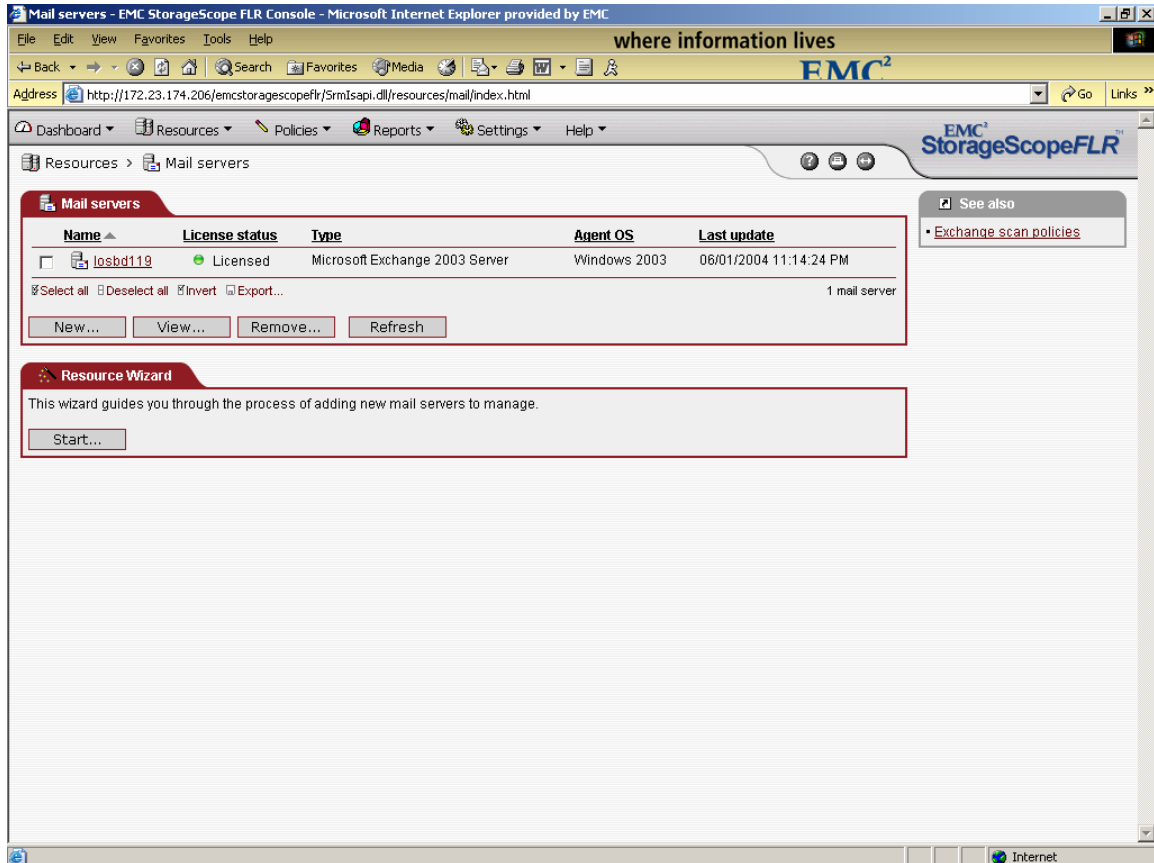 Mail servers - EMC StorageScope FLR Console - Microsoft Internet Explorer provided by EMC
File Edit View Favorites Tools Help
where information lives
Back Search Favorites Media
EMC²
Address http://172.23.174.206/emcstoragescopeflr/SrmIsapi.dll/resources/mail/index.html Go Links »
Dashboard Resources Policies Reports Settings Help
EMC²
StorageScopeFLR™
Resources > Mail servers
Mail servers
See also
Name License status Type Agent OS Last update
Exchange scan policies
losbd119 Licensed Microsoft Exchange 2003 Server Windows 2003 06/01/2004 11:14:24 PM
Select all Deselect all Invert Export... 1 mail server
New... View... Remove... Refresh
Resource Wizard
This wizard guides you through the process of adding new mail servers to manage.
Start...
Internet